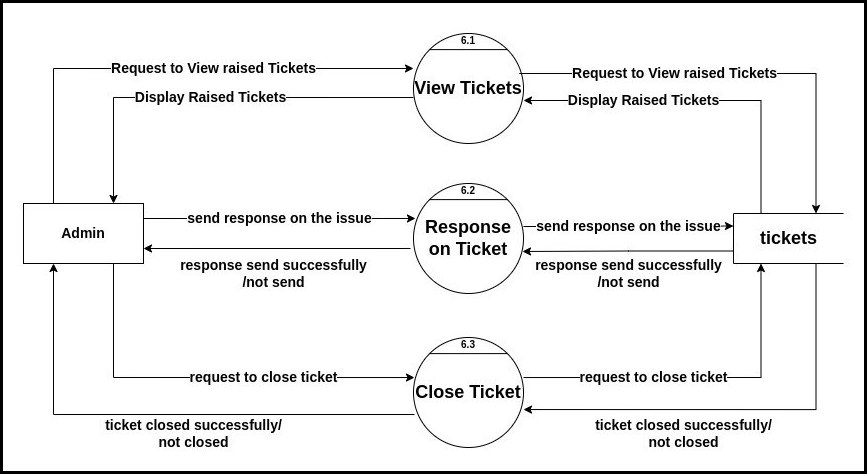 6.1
Request to View raised Tickets
View Tickets
Request to View raised Tickets
Display Raised Tickets
Display Raised Tickets
6.2
send response on the issue
Response
on Ticket
send response on the issue
Admin
tickets
response send successfully
/not send
response send successfully
/not send
6.3
request to close ticket
Close Ticket
request to close ticket
ticket closed successfully/
not closed
ticket closed successfully/
not closed